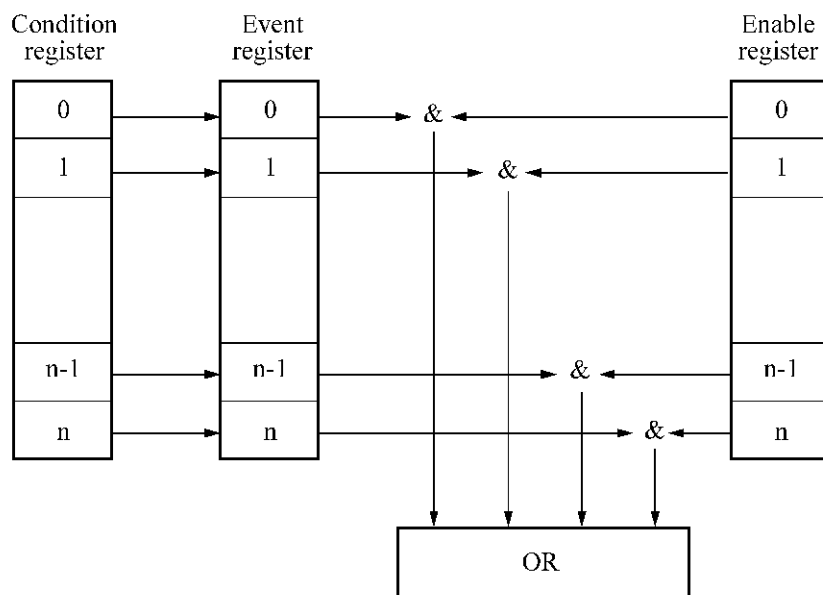 Condition
register
Event
register
Enable
register
0
0
&
0
1
1
&
1
n-1
n-1
&
n-1
n
n
&
n
OR